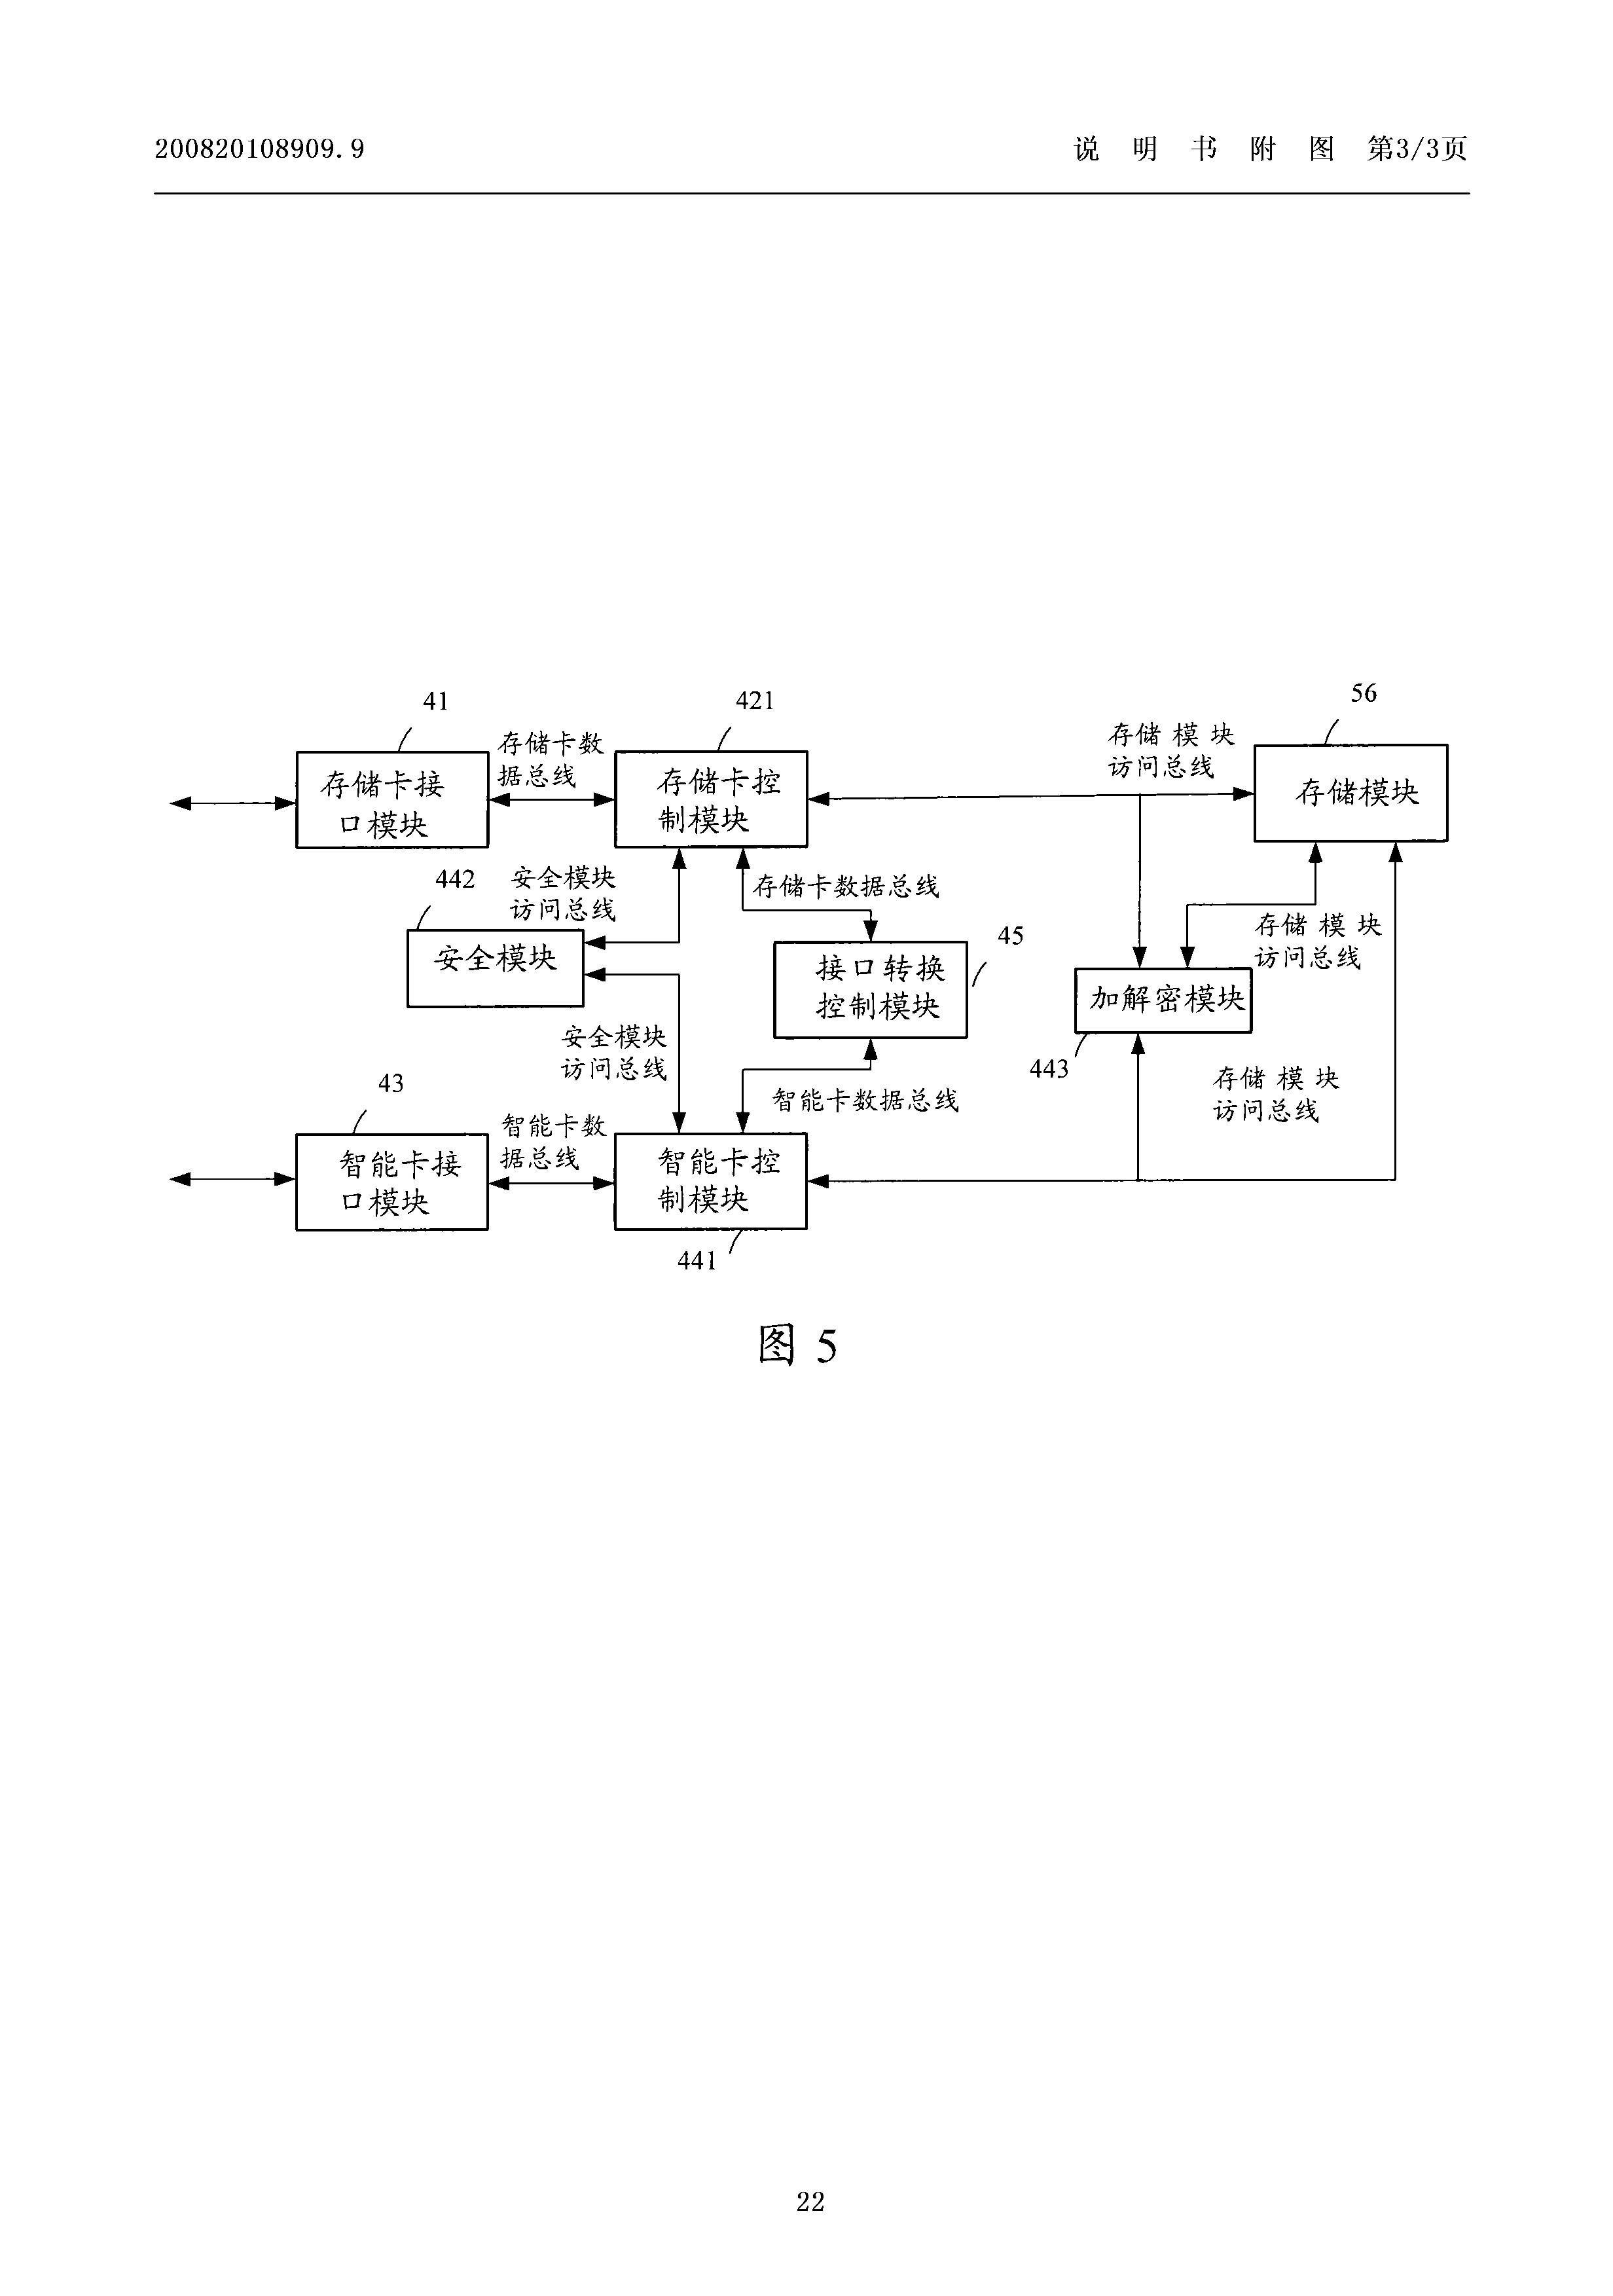 200820108909.9
说 明 书 附 图 第3/3页
41
421
56
存储卡数
据总线
存储模块
访问总线
存储卡接
口模块
存储卡控
制模块
存储模块
442
安全模块
访问总线
存储卡数据总线
安全模块
45
接口转换
控制模块
存储模块
访问总线
加解密模块
443
安全模块
访问总线
43
智能卡数据总线
存储模块
访问总线
智能卡数
据总线
智能卡接
口模块
智能卡控
制模块
441
图 5
22